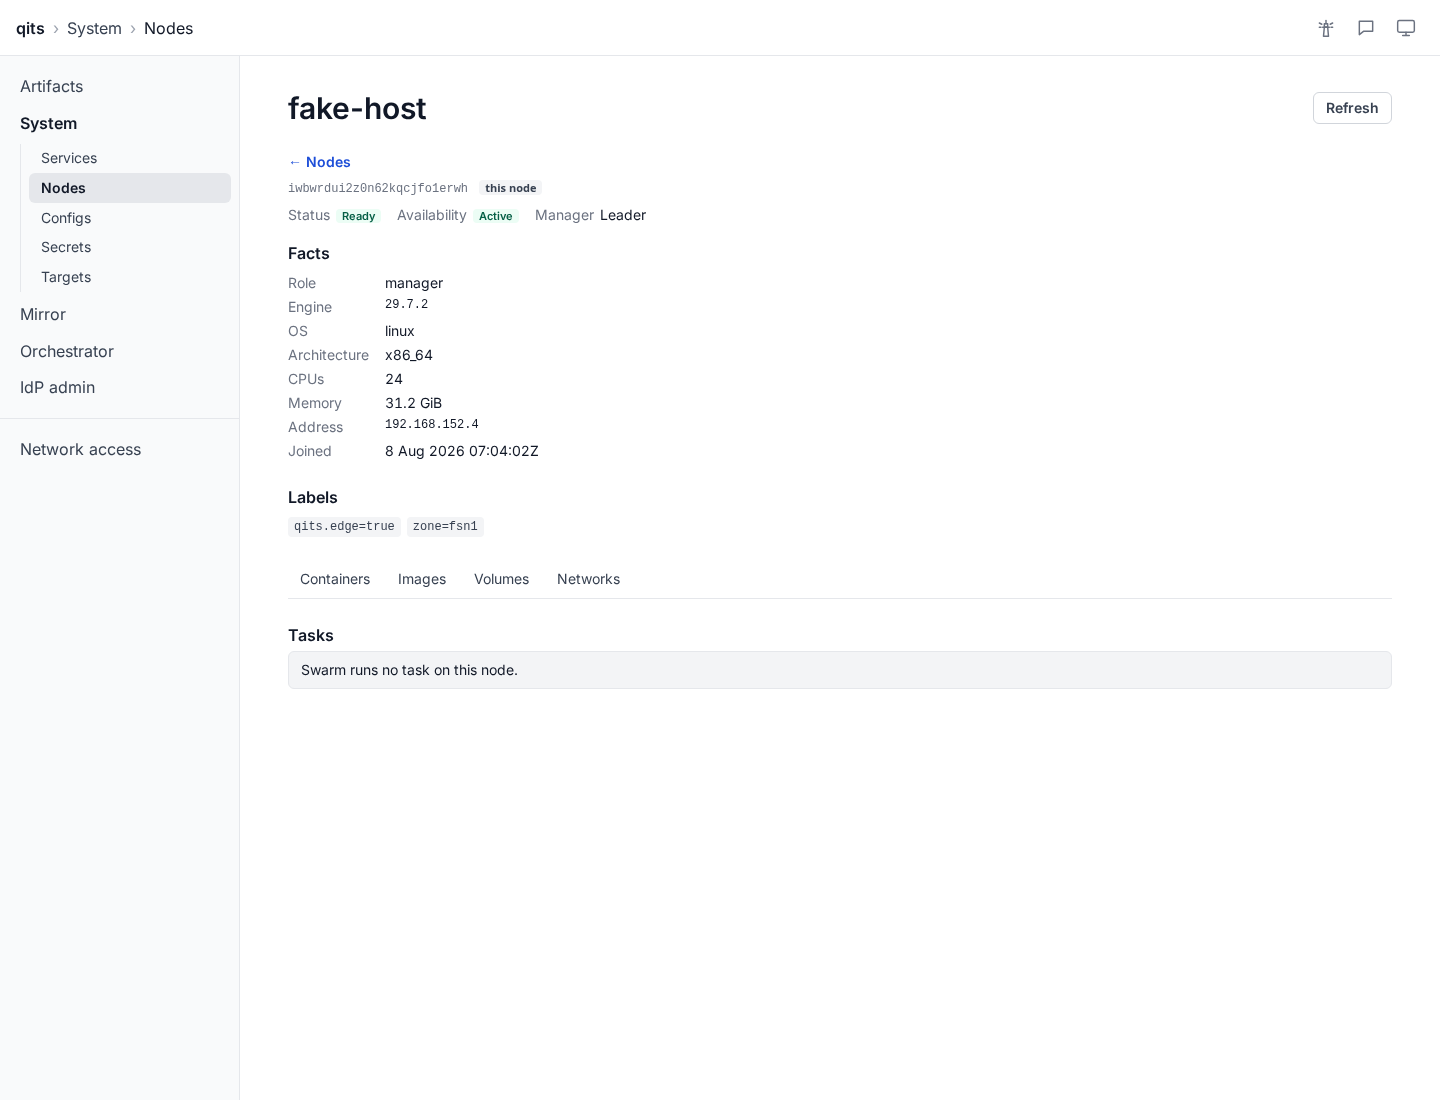 qits › System › Nodes
Artifacts
System
Services
Nodes
Configs
Secrets
Targets
Mirror
Orchestrator
IdP admin
Network access
fake-host
Refresh
← Nodes
iwbwrdui2z0n62kqcjfo1erwh this node
Status Ready Availability Active Manager Leader
Facts
Role manager
Engine 29.7.2
OS linux
Architecture x86_64
CPUs 24
Memory 31.2 GiB
Address 192.168.152.4
Joined 8 Aug 2026 07:04:02Z
Labels
qits.edge=true zone=fsn1
Containers Images Volumes Networks
Tasks
Swarm runs no task on this node.